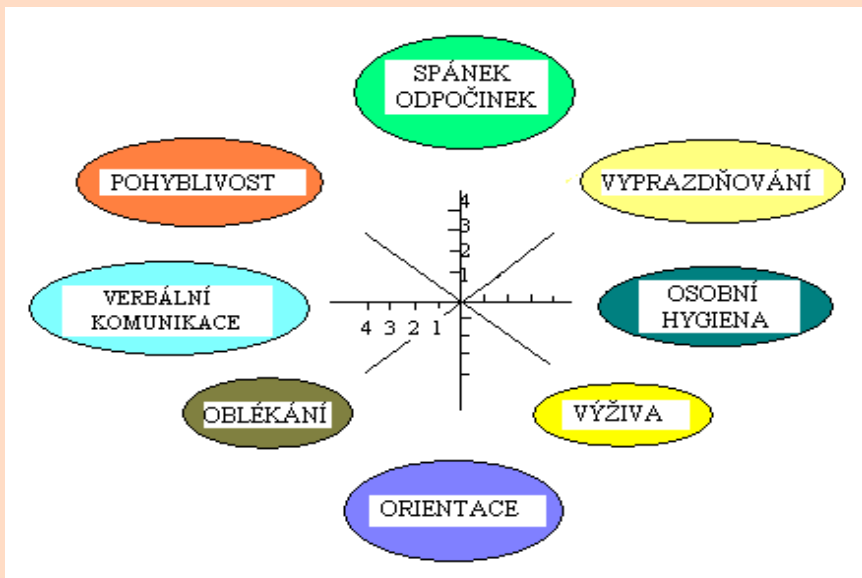 SPÁNEK
ODPOČINEK
POHYBLIVOST
VYPRAZDŇOVÁNÍ
4
3
2
1
VERBÁLNÍ
KOMUNIKACE
OSOBNÍ
HYGIENA
4 3 2 1
OBLÉKÁNÍ
VÝŽIVA
ORIENTACE